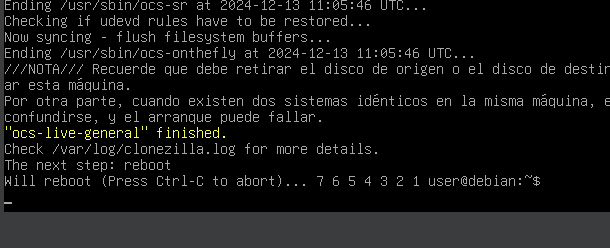 Ending /usr/sbin/ocs-sr at 2024-12-13 11:05:46 UTC...
Checking if udevd rules have to be restored...
Now syncing - flush filesystem buffers...
Ending /usr/sbin/ocs-onthefly at 2024-12-13 11:05:46 UTC...
///NOTA/// Recuerde que debe retirar el disco de origen o el disco de destin
ar esta máquina.
Por otra parte, cuando existen dos sistemas idénticos en la misma máquina, e
confundirse, y el arranque puede fallar.
"ocs-live-general" finished.
Check /var/log/clonezilla.log for more details.
The next step: reboot
Will reboot (Press Ctrl-C to abort)... 7 6 5 4 3 2 1 user@debian:~$